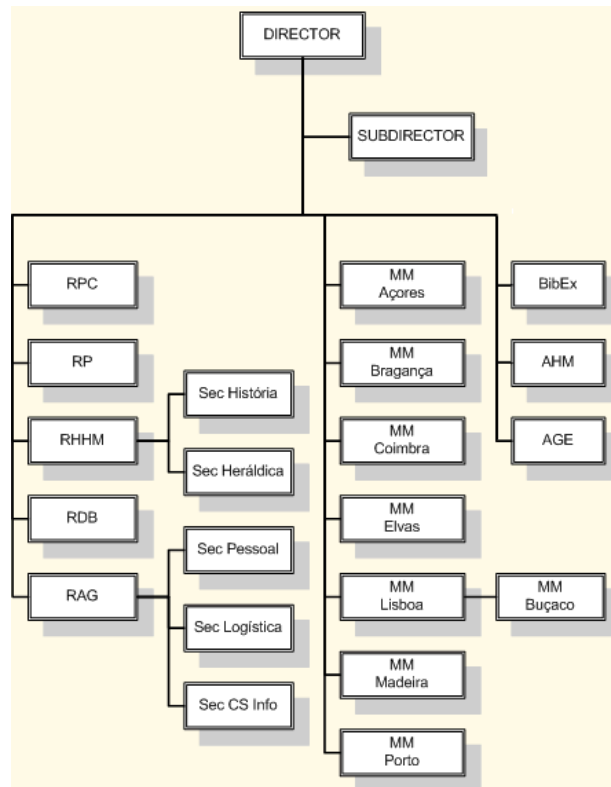 DIRECTOR
SUBDIRECTOR
RPC
RP
RHHM
Sec História
Sec Heráldica
RDB
RAG
Sec Pessoal
Sec Logística
Sec CS Info
MM
Açores
MM
Bragança
MM
Coimbra
MM
Elvas
MM
Lisboa
MM
Buçaco
MM
Madeira
MM
Porto
BibEx
AHM
AGE